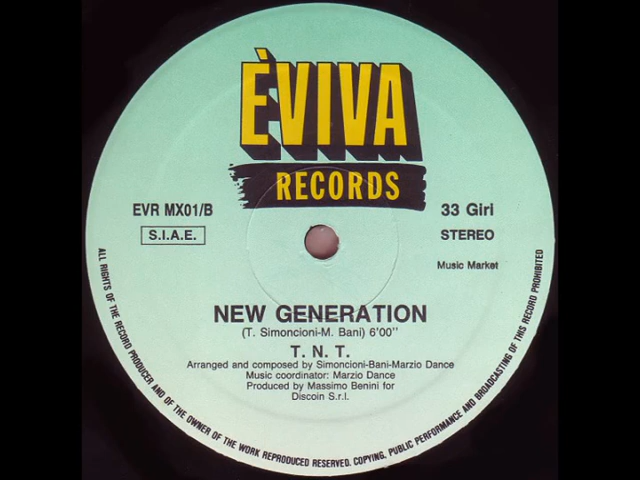 ÈVIVA
RECORDS
EVR MX01/B
33 Giri
S.I.A.E.
STEREO
Music Market
NEW GENERATION
(T. Simoncioni-M. Bani) 6'00''
T. N. T.
Arranged and composed by Simoncioni-Bani-Marzio Dance
Music coordinator: Marzio Dance
Produced by Massimo Benini for
Discoin S.r.l.
ALL RIGHTS OF THE RECORD PRODUCER AND OF THE OWNER OF THE WORK REPRODUCED RESERVED. COPYING, PUBLIC PERFORMANCE AND BROADCASTING OF THIS RECORD PROHIBITED